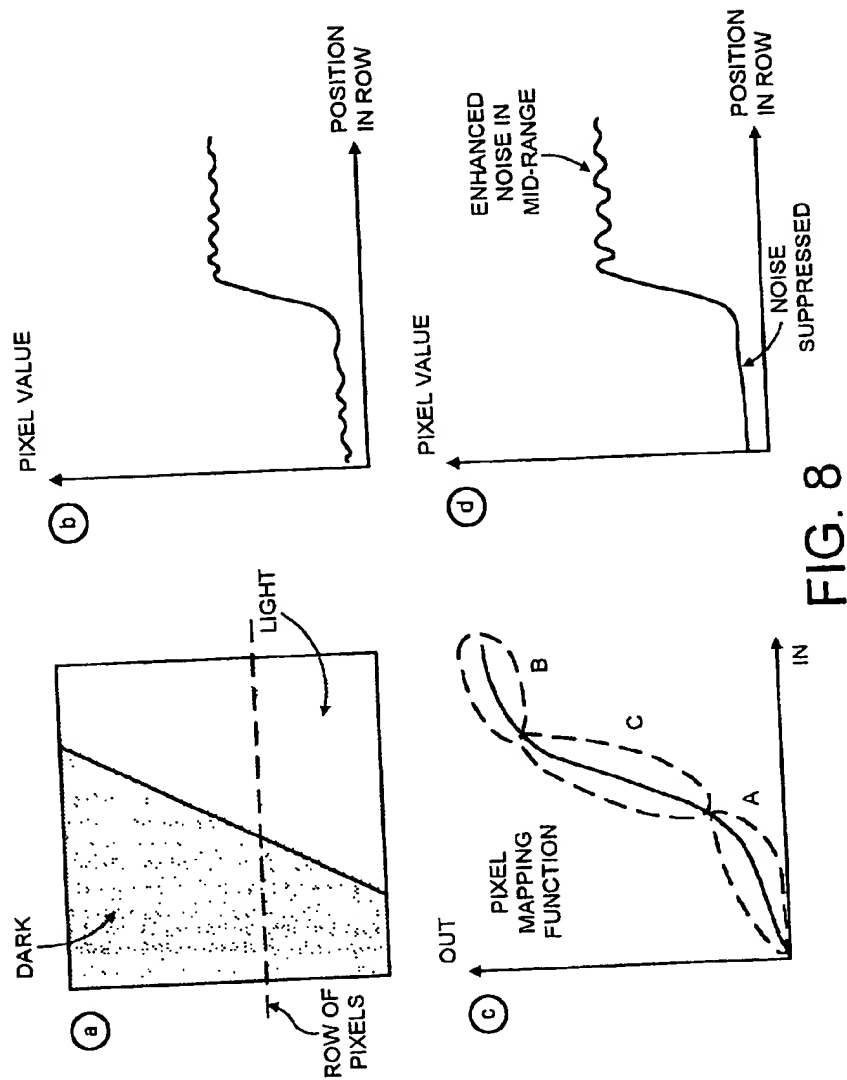 a
DARK
ROW OF
PIXELS
LIGHT
b
PIXEL VALUE
POSITION
IN ROW
c
OUT
PIXEL
MAPPING
FUNCTION
A
C
B
IN
d
PIXEL VALUE
ENHANCED
NOISE IN
MID-RANGE
NOISE
SUPPRESSED
POSITION
IN ROW
FIG. 8